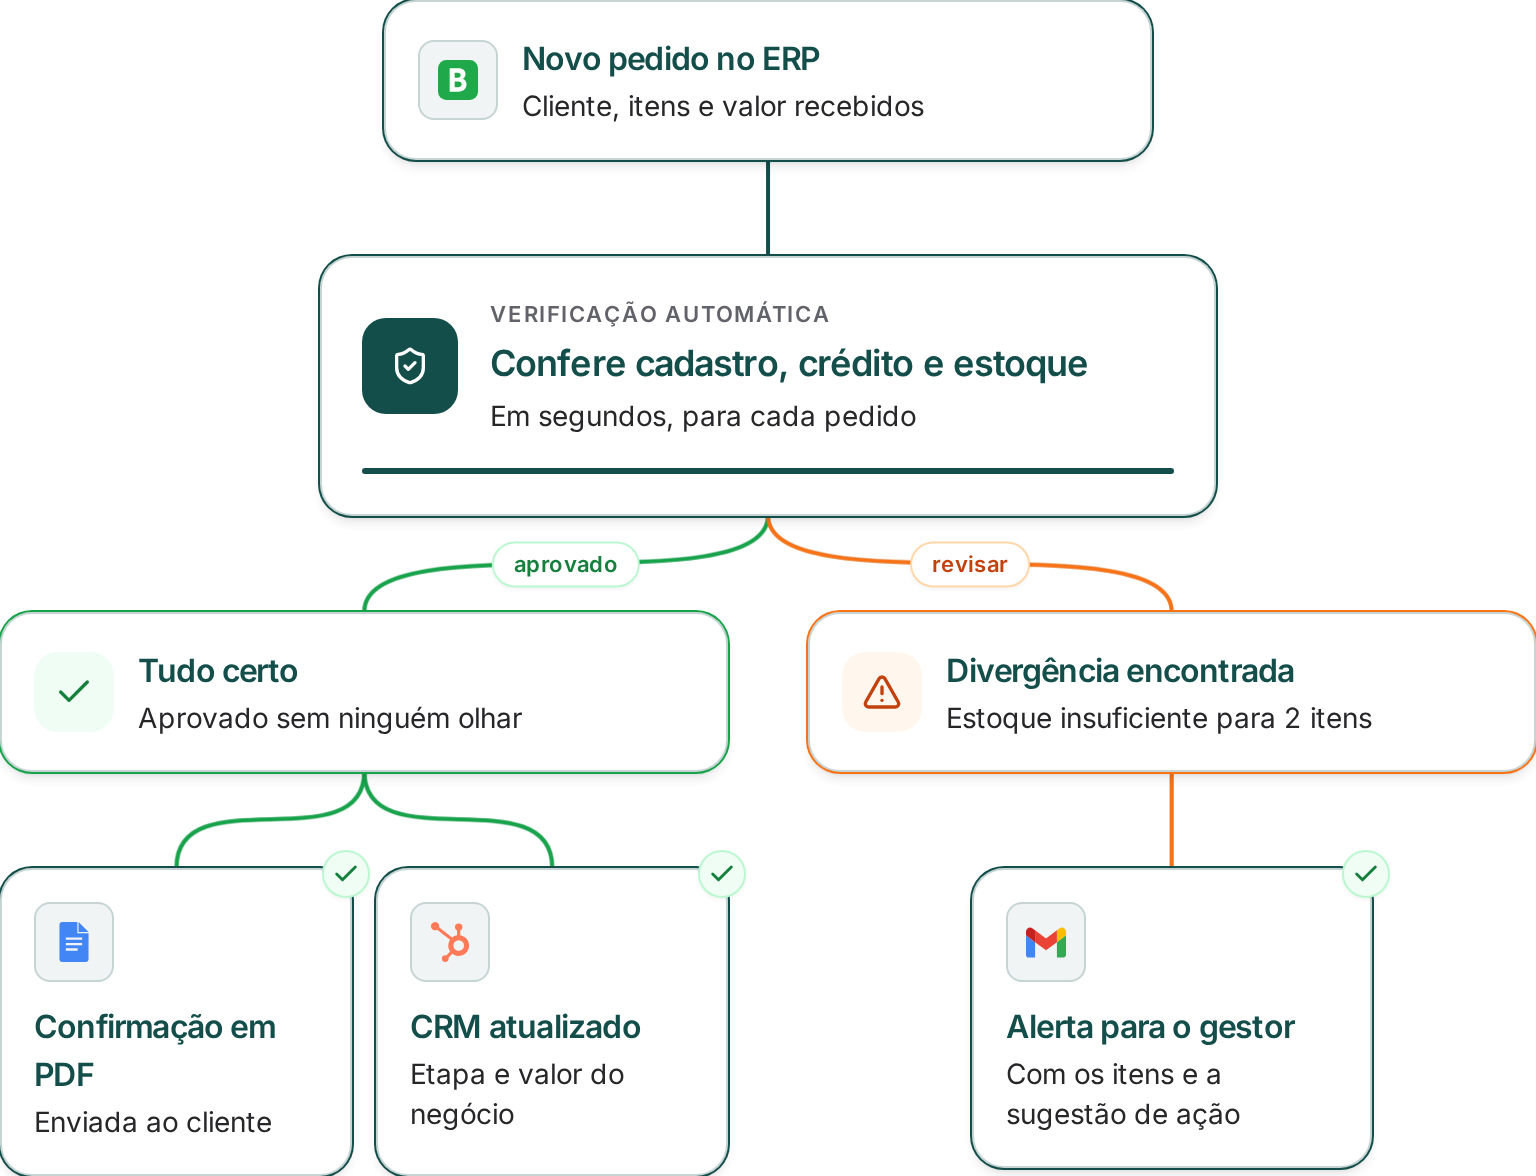 B
Novo pedido no ERP
Cliente, itens e valor recebidos
VERIFICAÇÃO AUTOMÁTICA
Confere cadastro, crédito e estoque
Em segundos, para cada pedido
aprovado
revisar
Tudo certo
Aprovado sem ninguém olhar
Divergência encontrada
Estoque insuficiente para 2 itens
Confirmação em
PDF
Enviada ao cliente
CRM atualizado
Etapa e valor do
negócio
Alerta para o gestor
Com os itens e a
sugestão de ação